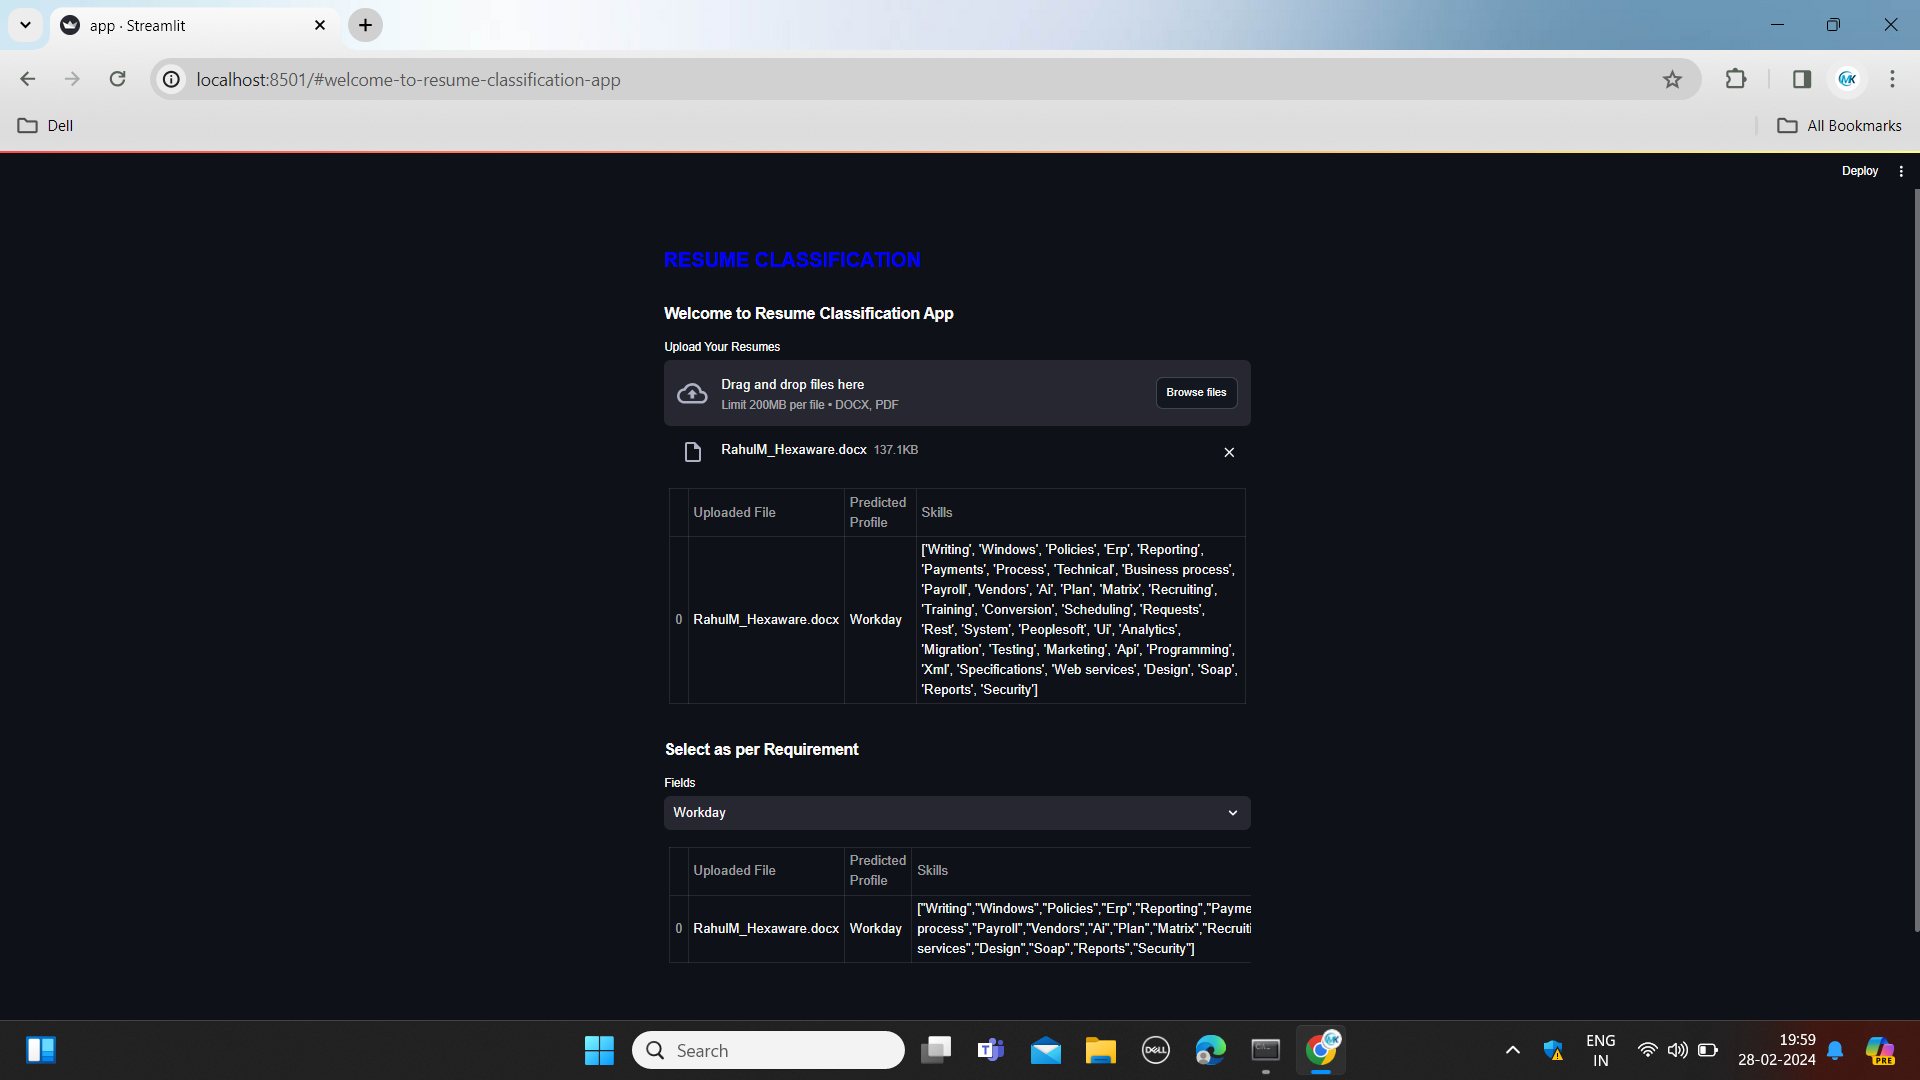 app · Streamlit
localhost:8501/#welcome-to-resume-classification-app
Dell
All Bookmarks
Deploy
RESUME CLASSIFICATION
Welcome to Resume Classification App
Upload Your Resumes
Drag and drop files here
Limit 200MB per file • DOCX, PDF
Browse files
RahulM_Hexaware.docx 137.1KB
Uploaded File
Predicted
Profile
Skills
0
RahulM_Hexaware.docx
Workday
['Writing', 'Windows', 'Policies', 'Erp', 'Reporting',
'Payments', 'Process', 'Technical', 'Business process',
'Payroll', 'Vendors', 'Ai', 'Plan', 'Matrix', 'Recruiting',
'Training', 'Conversion', 'Scheduling', 'Requests',
'Rest', 'System', 'Peoplesoft', 'Ui', 'Analytics',
'Migration', 'Testing', 'Marketing', 'Api', 'Programming',
'Xml', 'Specifications', 'Web services', 'Design', 'Soap',
'Reports', 'Security']
Select as per Requirement
Fields
Workday
Uploaded File
Predicted
Profile
Skills
0
RahulM_Hexaware.docx
Workday
["Writing","Windows","Policies","Erp","Reporting","Payme
process","Payroll","Vendors","Ai","Plan","Matrix","Recruiti
services","Design","Soap","Reports","Security"]
Search
DELL
ENG
IN
19:59
28-02-2024
PRE